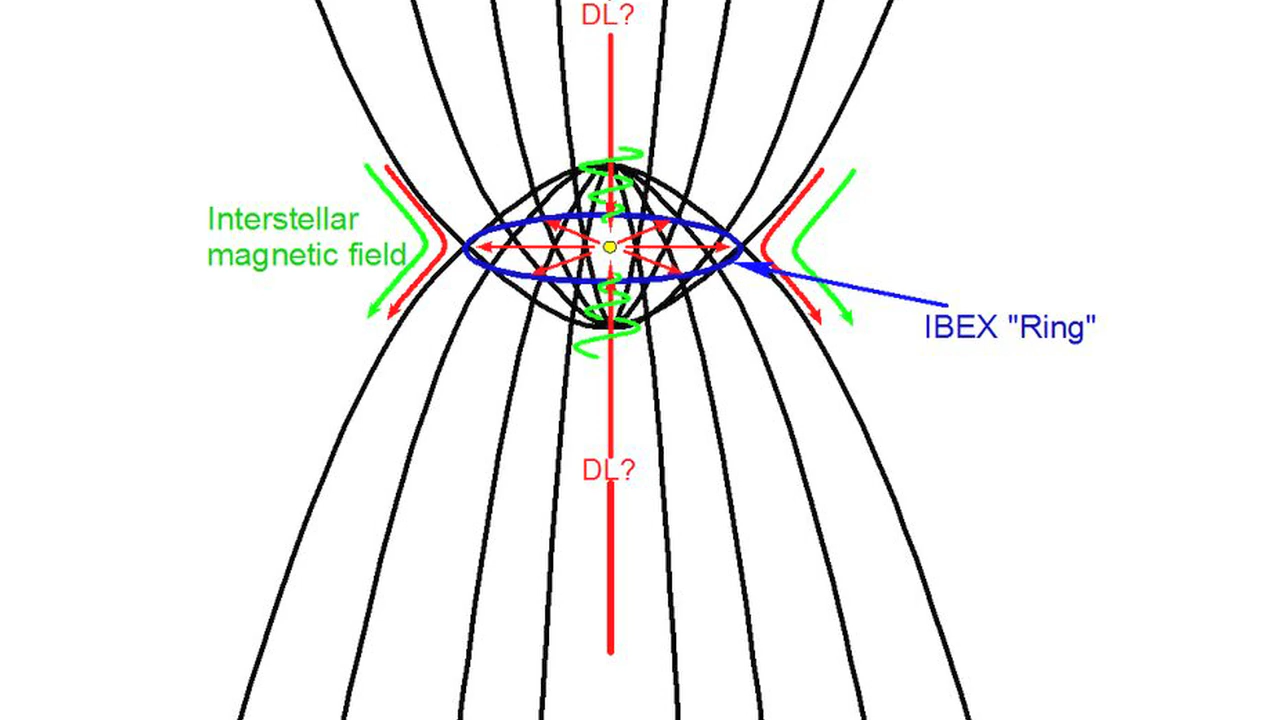 DL?
Interstellar
magnetic field
IBEX "Ring"
DL?